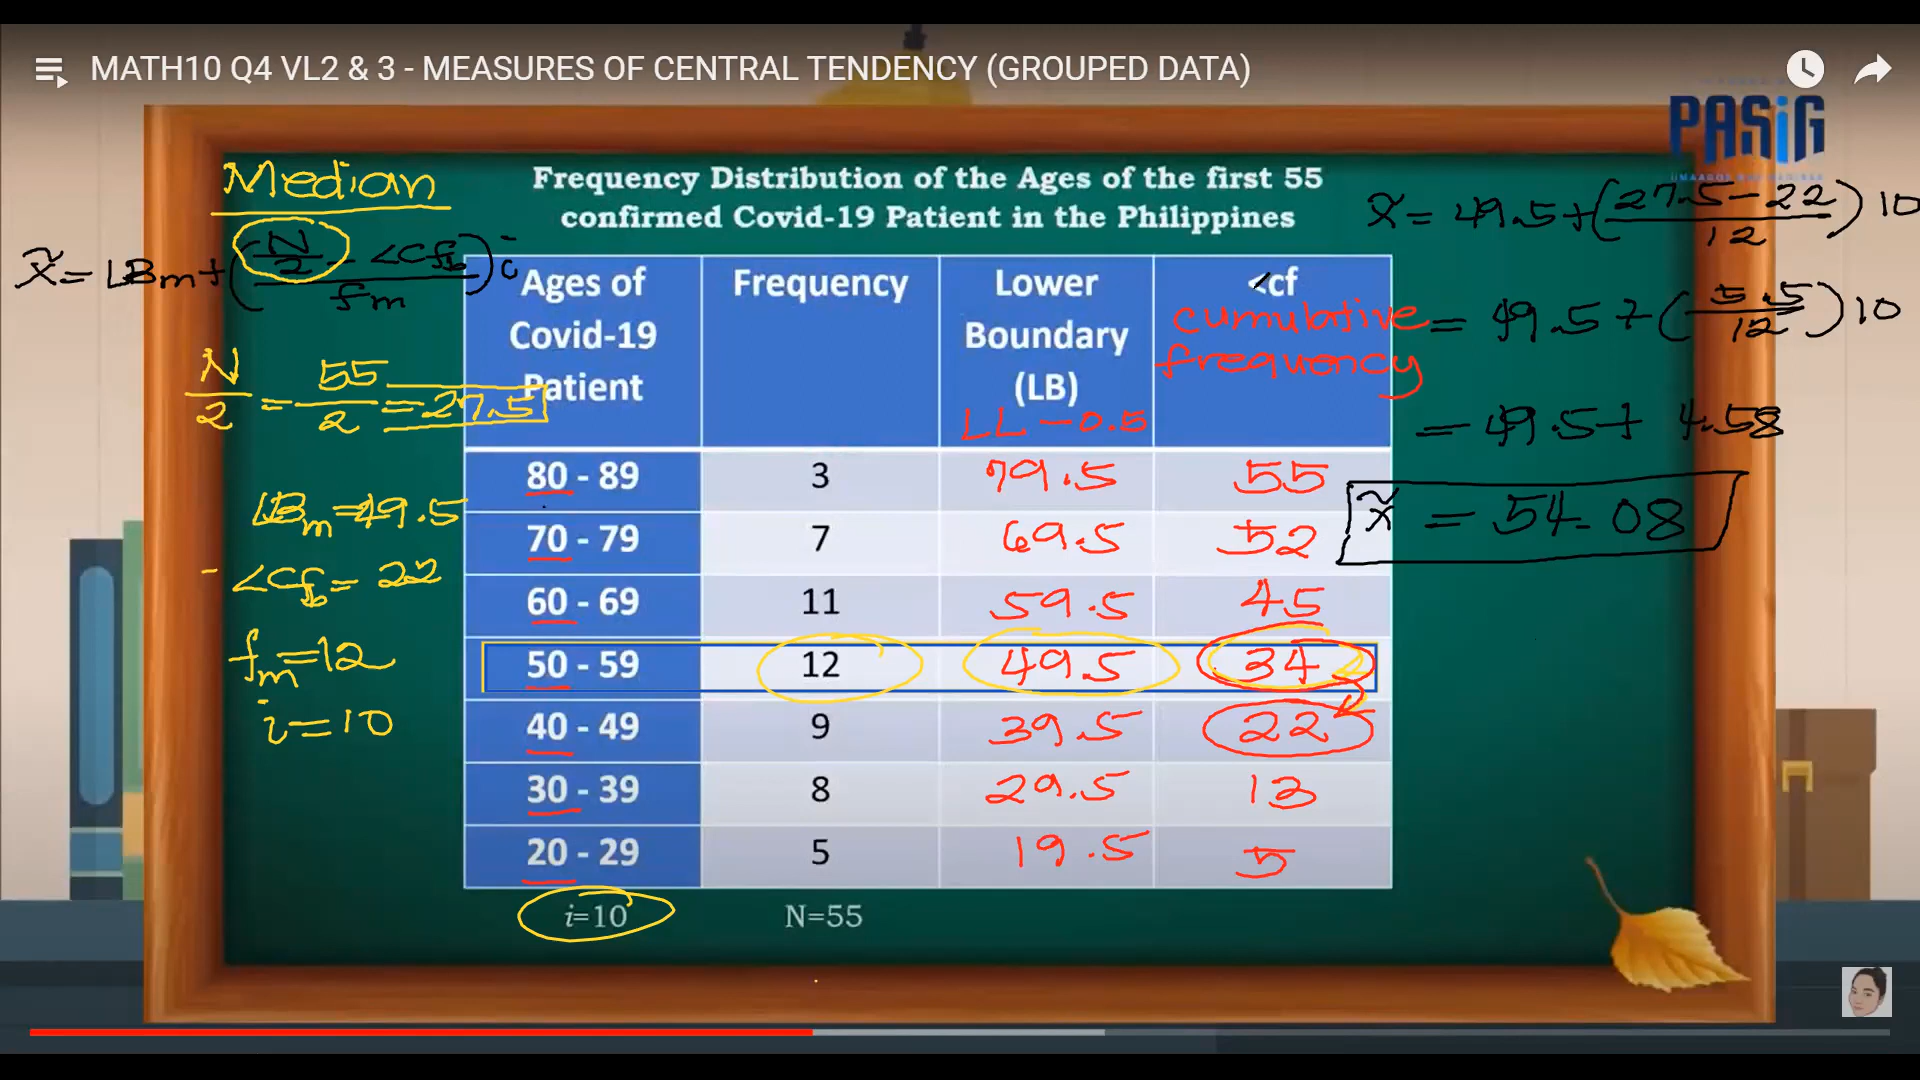 MATH10 Q4 VL2 & 3 - MEASURES OF CENTRAL TENDENCY (GROUPED DATA)
PASiG
Median
Frequency Distribution of the Ages of the first 55
confirmed Covid-19 Patient in the Philippines
x̃ = LBm + ( (N/2 - <cfb) / fm ) i
N/2 = 55/2 = 27.5
LBm = 49.5
<cfb = 22
fm = 12
i = 10
Ages of Covid-19 Patient | Frequency | Lower Boundary (LB) LL - 0.5 | <cf cumulative frequency
80 - 89 | 3 | 79.5 | 55
70 - 79 | 7 | 69.5 | 52
60 - 69 | 11 | 59.5 | 45
50 - 59 | 12 | 49.5 | 34
40 - 49 | 9 | 39.5 | 22
30 - 39 | 8 | 29.5 | 13
20 - 29 | 5 | 19.5 | 5
i=10 N=55
x̃ = 49.5 + ( (27.5 - 22) / 12 ) 10
= 49.5 + ( 5.5 / 12 ) 10
= 49.5 + 4.58
x̃ = 54.08